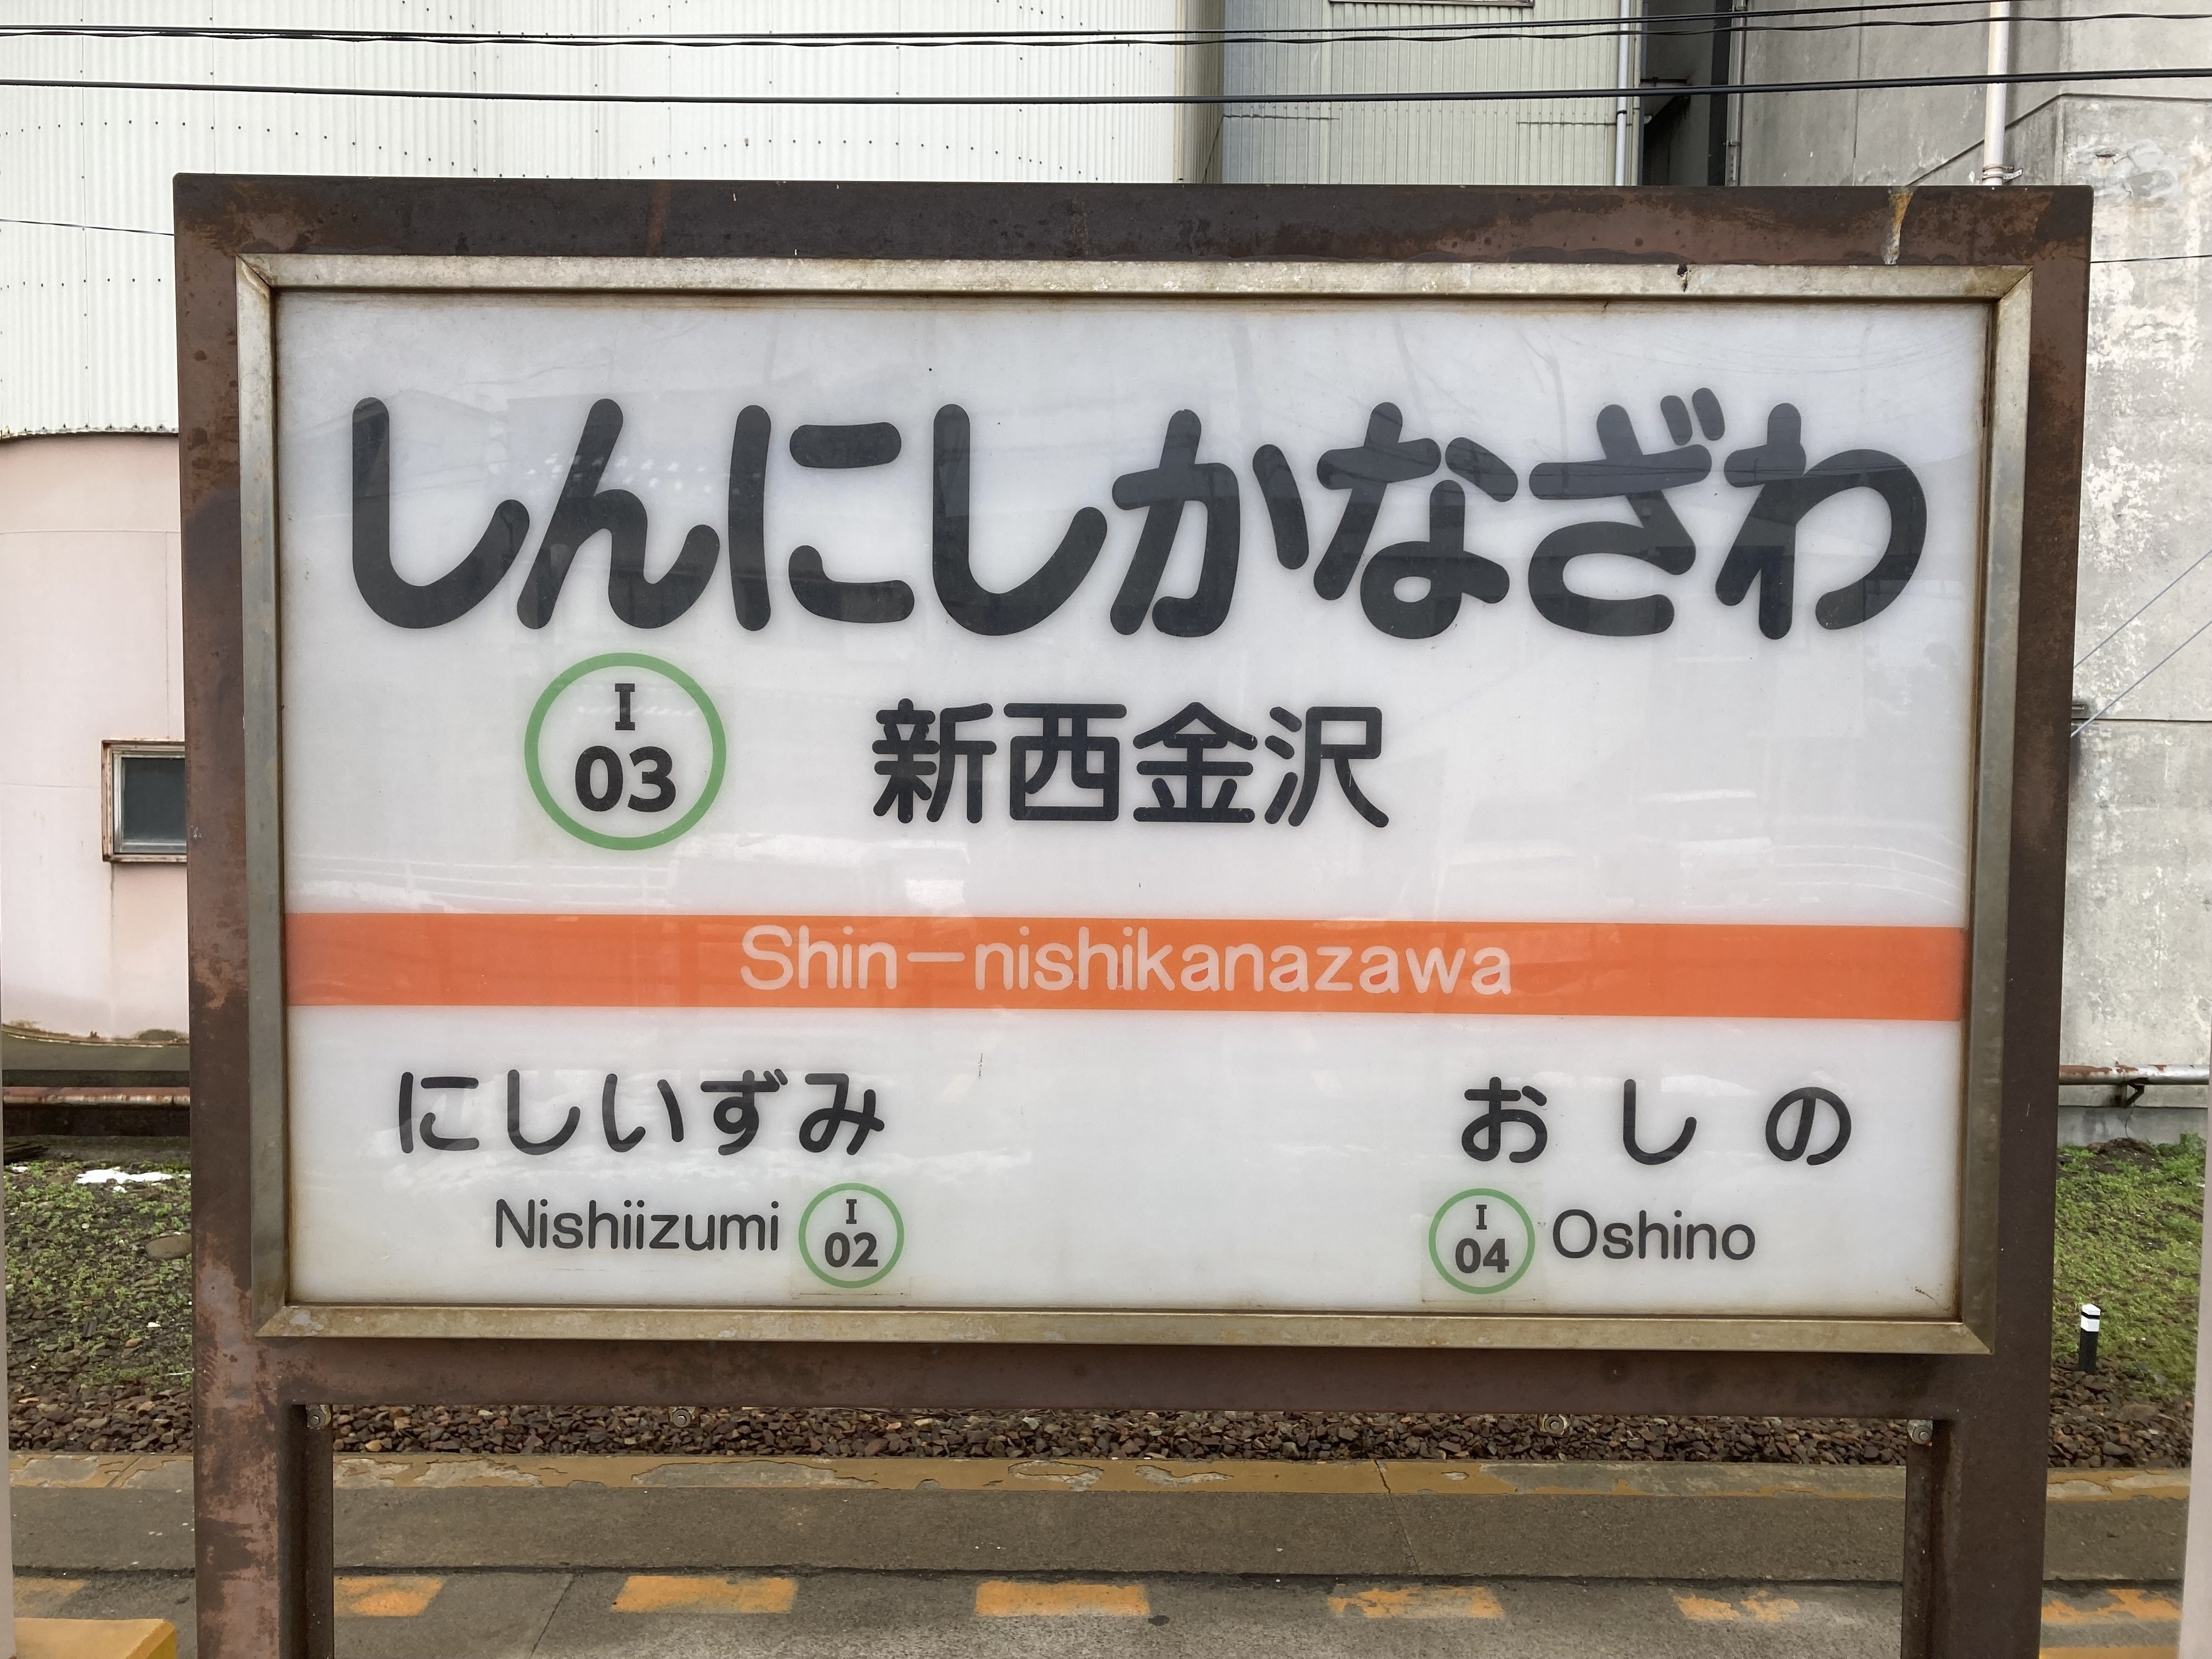 しんにしかなざわ
I
03
新西金沢
Shin-nishikanazawa
にしいずみ
おしの
Nishiizumi
I
02
I
04
Oshino